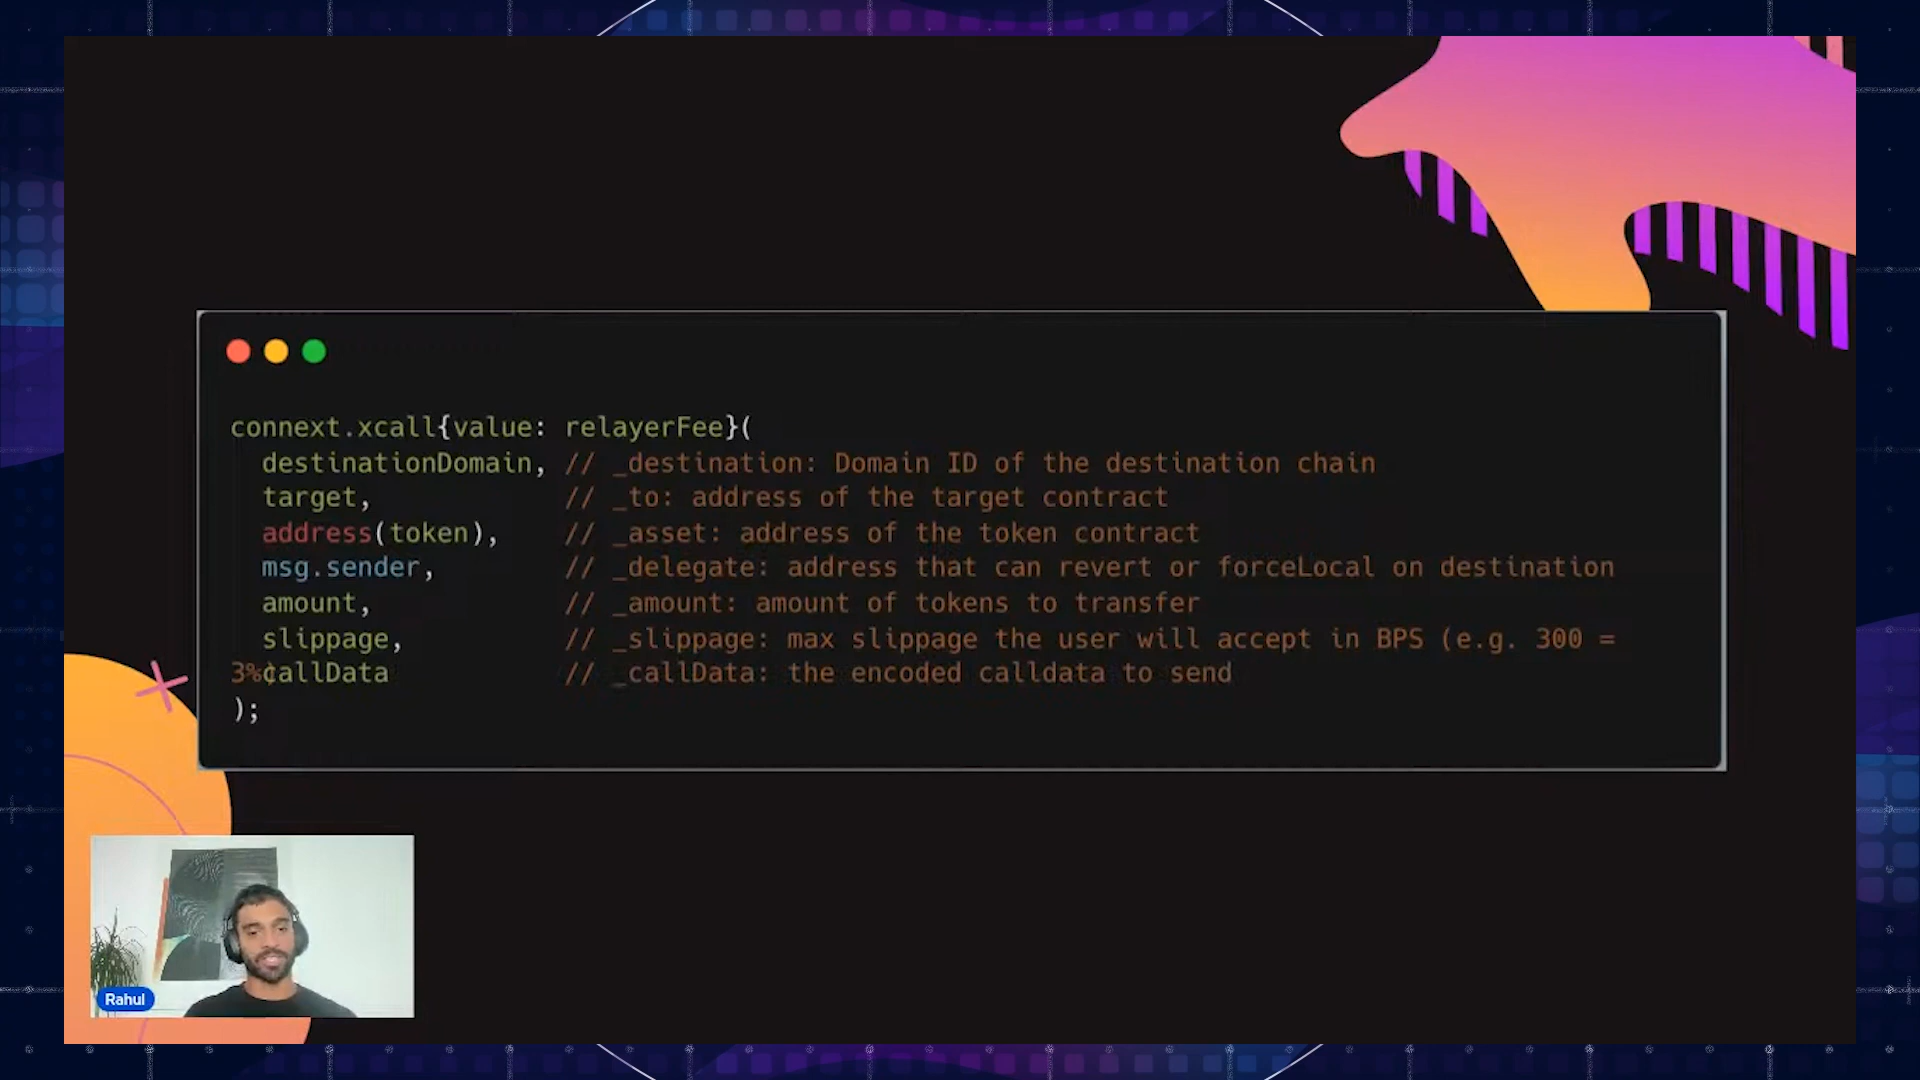 connext.xcall{value: relayerFee}(
destinationDomain, // _destination: Domain ID of the destination chain
target, // _to: address of the target contract
address(token), // _asset: address of the token contract
msg.sender, // _delegate: address that can revert or forceLocal on destination
amount, // _amount: amount of tokens to transfer
slippage, // _slippage: max slippage the user will accept in BPS (e.g. 300 =
3%)callData // _callData: the encoded calldata to send
);
Rahul